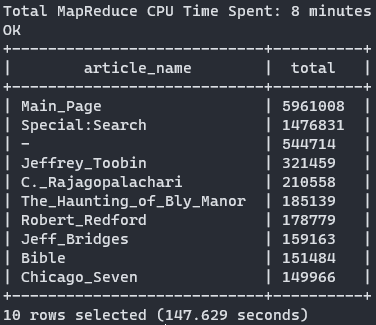 Total MapReduce CPU Time Spent: 8 minutes
OK
+----------------------------+----------+
|        article_name        |  total   |
+----------------------------+----------+
| Main_Page                  | 5961008  |
| Special:Search             | 1476831  |
| -                          | 544714   |
| Jeffrey_Toobin             | 321459   |
| C._Rajagopalachari         | 210558   |
| The_Haunting_of_Bly_Manor  | 185139   |
| Robert_Redford             | 178779   |
| Jeff_Bridges               | 159163   |
| Bible                      | 151484   |
| Chicago_Seven              | 149966   |
+----------------------------+----------+
10 rows selected (147.629 seconds)